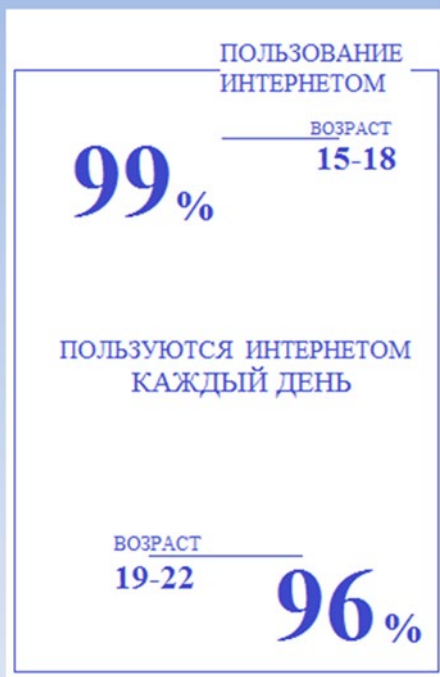 ПОЛЬЗОВАНИЕ
ИНТЕРНЕТОМ
ВОЗРАСТ
15-18
99%
ПОЛЬЗУЮТСЯ ИНТЕРНЕТОМ
КАЖДЫЙ ДЕНЬ
ВОЗРАСТ
19-22
96%